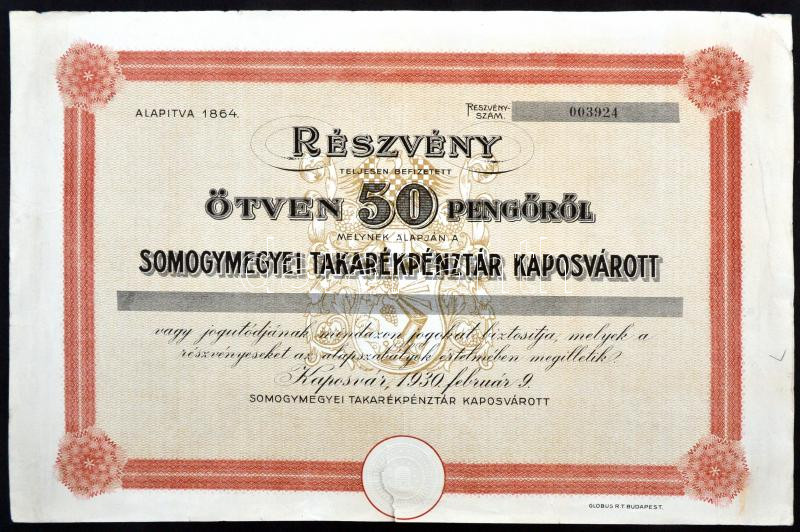 ALAPITVA 1864.
RÉSZVÉNY-
SZÁM. 003924
RÉSZVÉNY
TELJESEN BEFIZETETT
ÖTVEN 50 PENGŐRŐL
MELYNEK ALAPJÁN A
SOMOGYMEGYEI TAKARÉKPÉNZTÁR KAPOSVÁROTT
vagy jogutódjának mindazon jogokat biztositja, melyek a
részvényeseket az alapszabályok értelmében megilletik.
Kaposvár, 1930. február 9.
SOMOGYMEGYEI TAKARÉKPÉNZTÁR KAPOSVÁROTT
GLOBUS R.T. BUDAPEST.